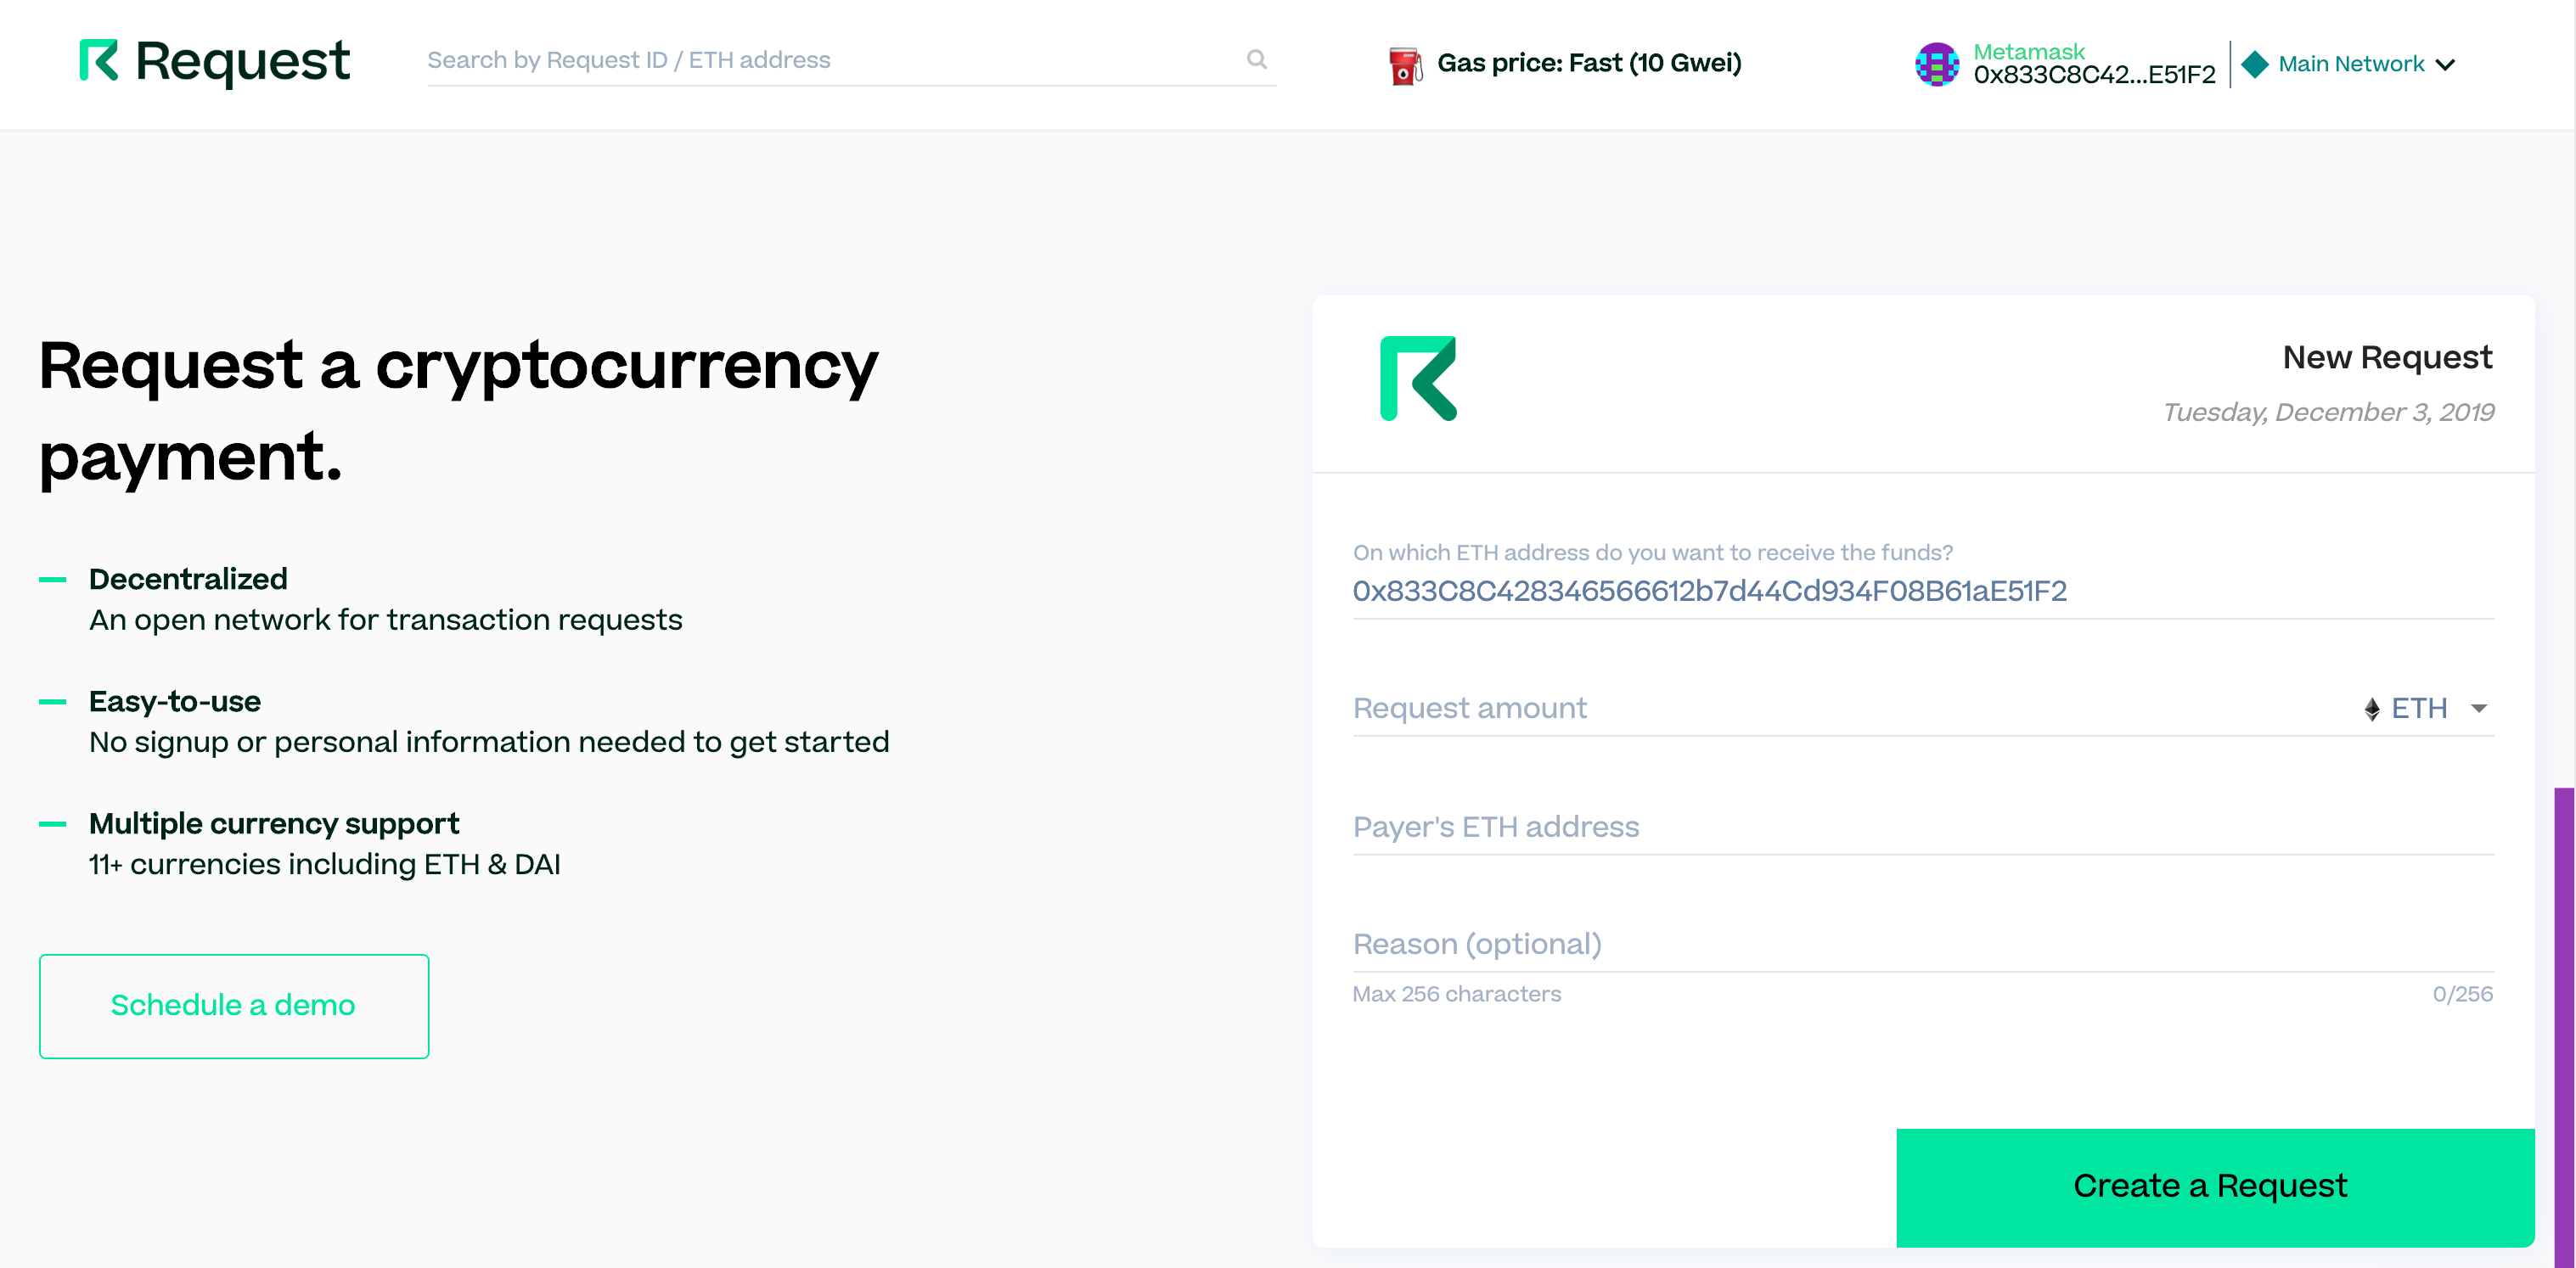 Request
Search by Request ID / ETH address
Gas price: Fast (10 Gwei)
Metamask
0x833C8C42...E51F2
Main Network
Request a cryptocurrency
payment.
Decentralized
An open network for transaction requests
Easy-to-use
No signup or personal information needed to get started
Multiple currency support
11+ currencies including ETH & DAI
Schedule a demo
New Request
Tuesday, December 3, 2019
On which ETH address do you want to receive the funds?
0x833C8C428346566612b7d44Cd934F08B61aE51F2
Request amount
ETH
Payer's ETH address
Reason (optional)
Max 256 characters
0/256
Create a Request